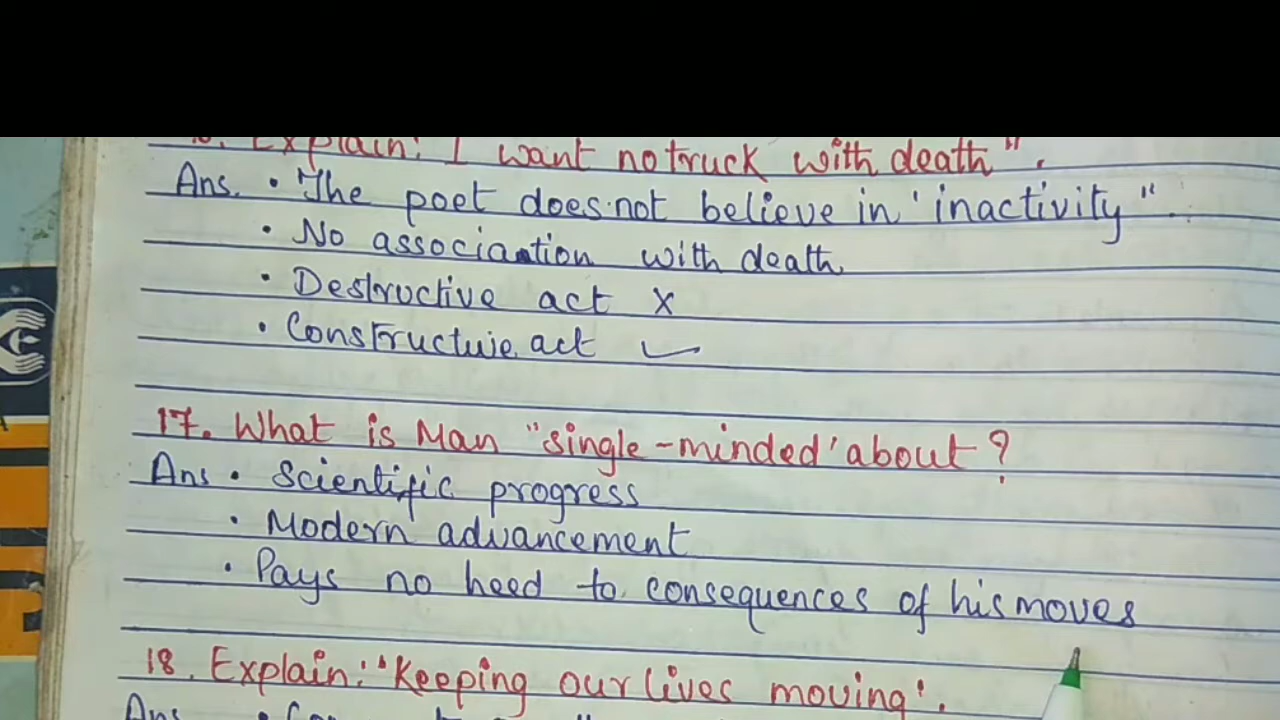 Explain: I want no truck with death".
Ans. • The poet does not believe in 'inactivity"
• No association with death.
• Destructive act x
• Constructive act ✓
17. What is Man "single-minded' about?
Ans • Scientific progress
• Modern advancement
• Pays no heed to consequences of his moves
18. Explain: 'Keeping our lives moving'.
Ans